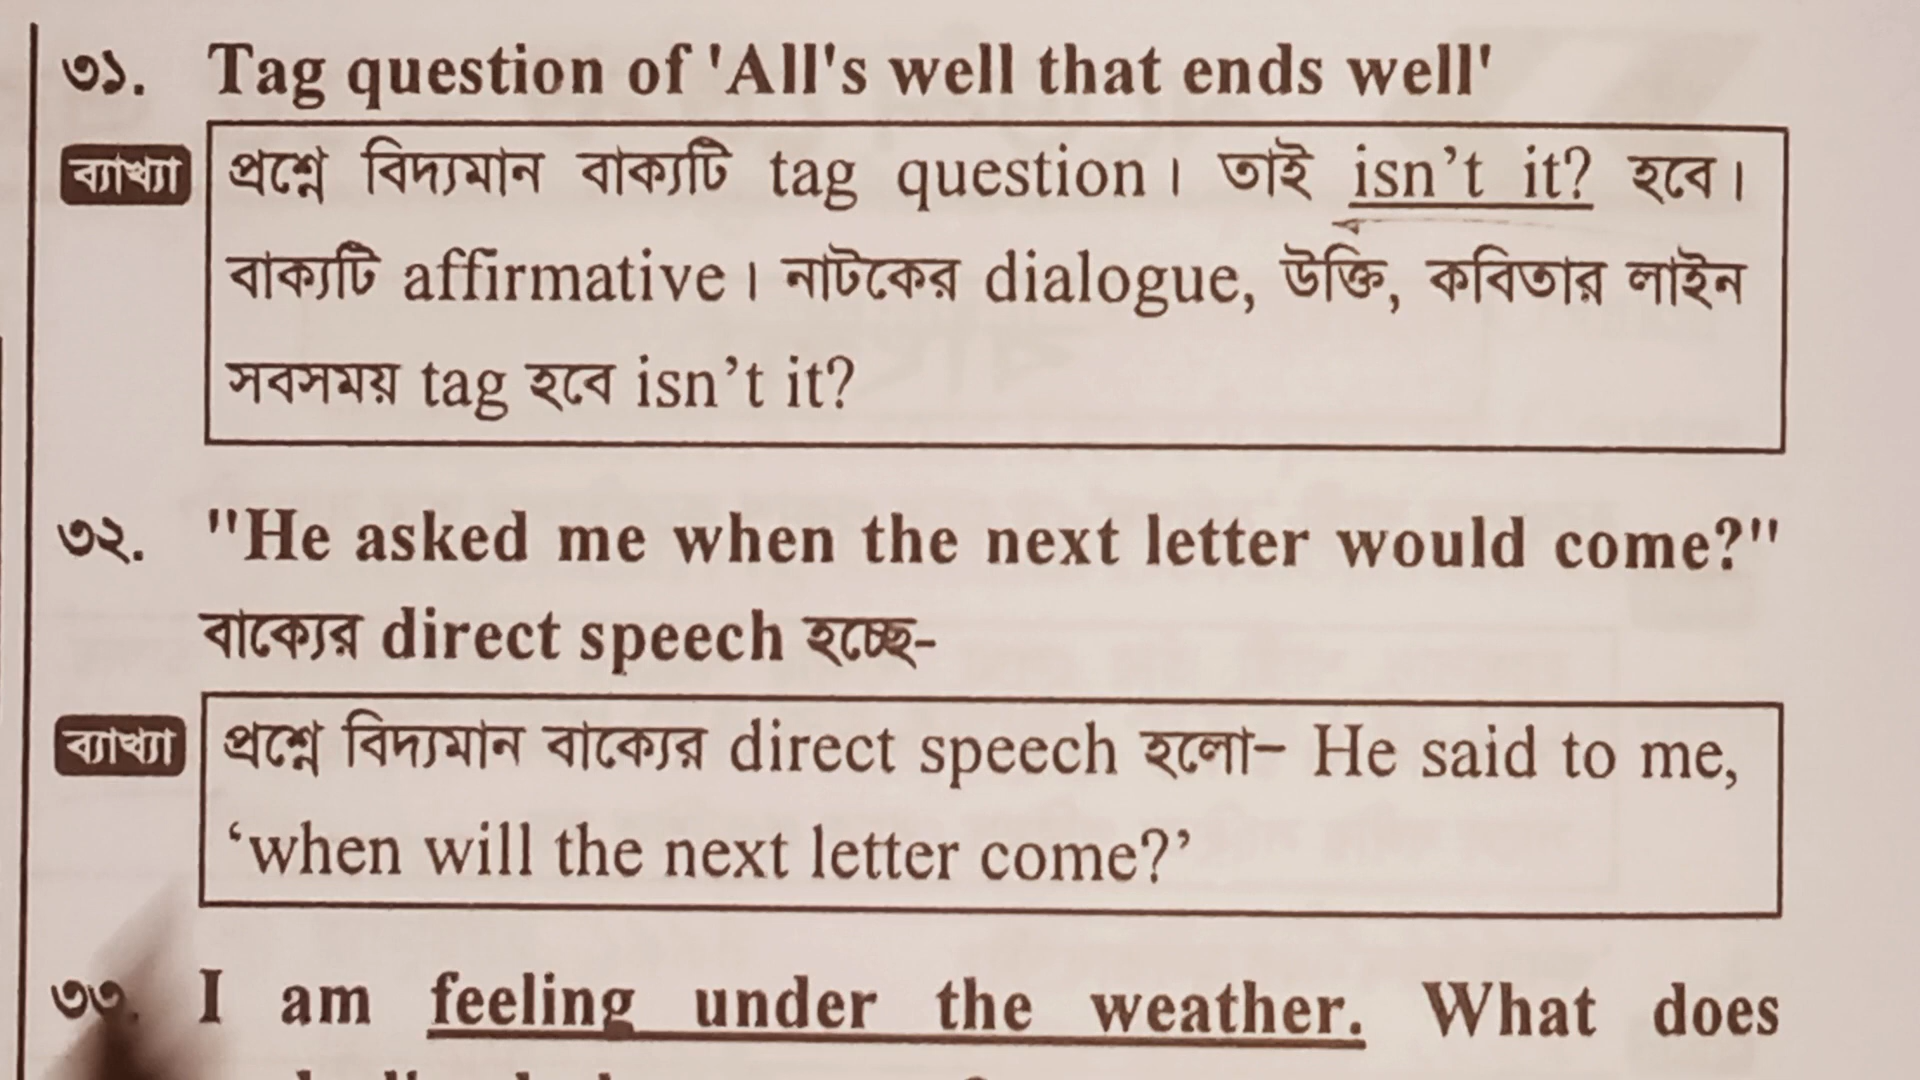 ৩১. Tag question of 'All's well that ends well'
ব্যাখ্যা প্রশ্নে বিদ্যমান বাক্যটি tag question। তাই isn’t it? হবে।
বাক্যটি affirmative। নাটকের dialogue, উক্তি, কবিতার লাইন
সবসময় tag হবে isn’t it?
৩২. "He asked me when the next letter would come?"
বাক্যের direct speech হচ্ছে-
ব্যাখ্যা প্রশ্নে বিদ্যমান বাক্যের direct speech হলো– He said to me,
‘when will the next letter come?’
৩৩. I am feeling under the weather. What does